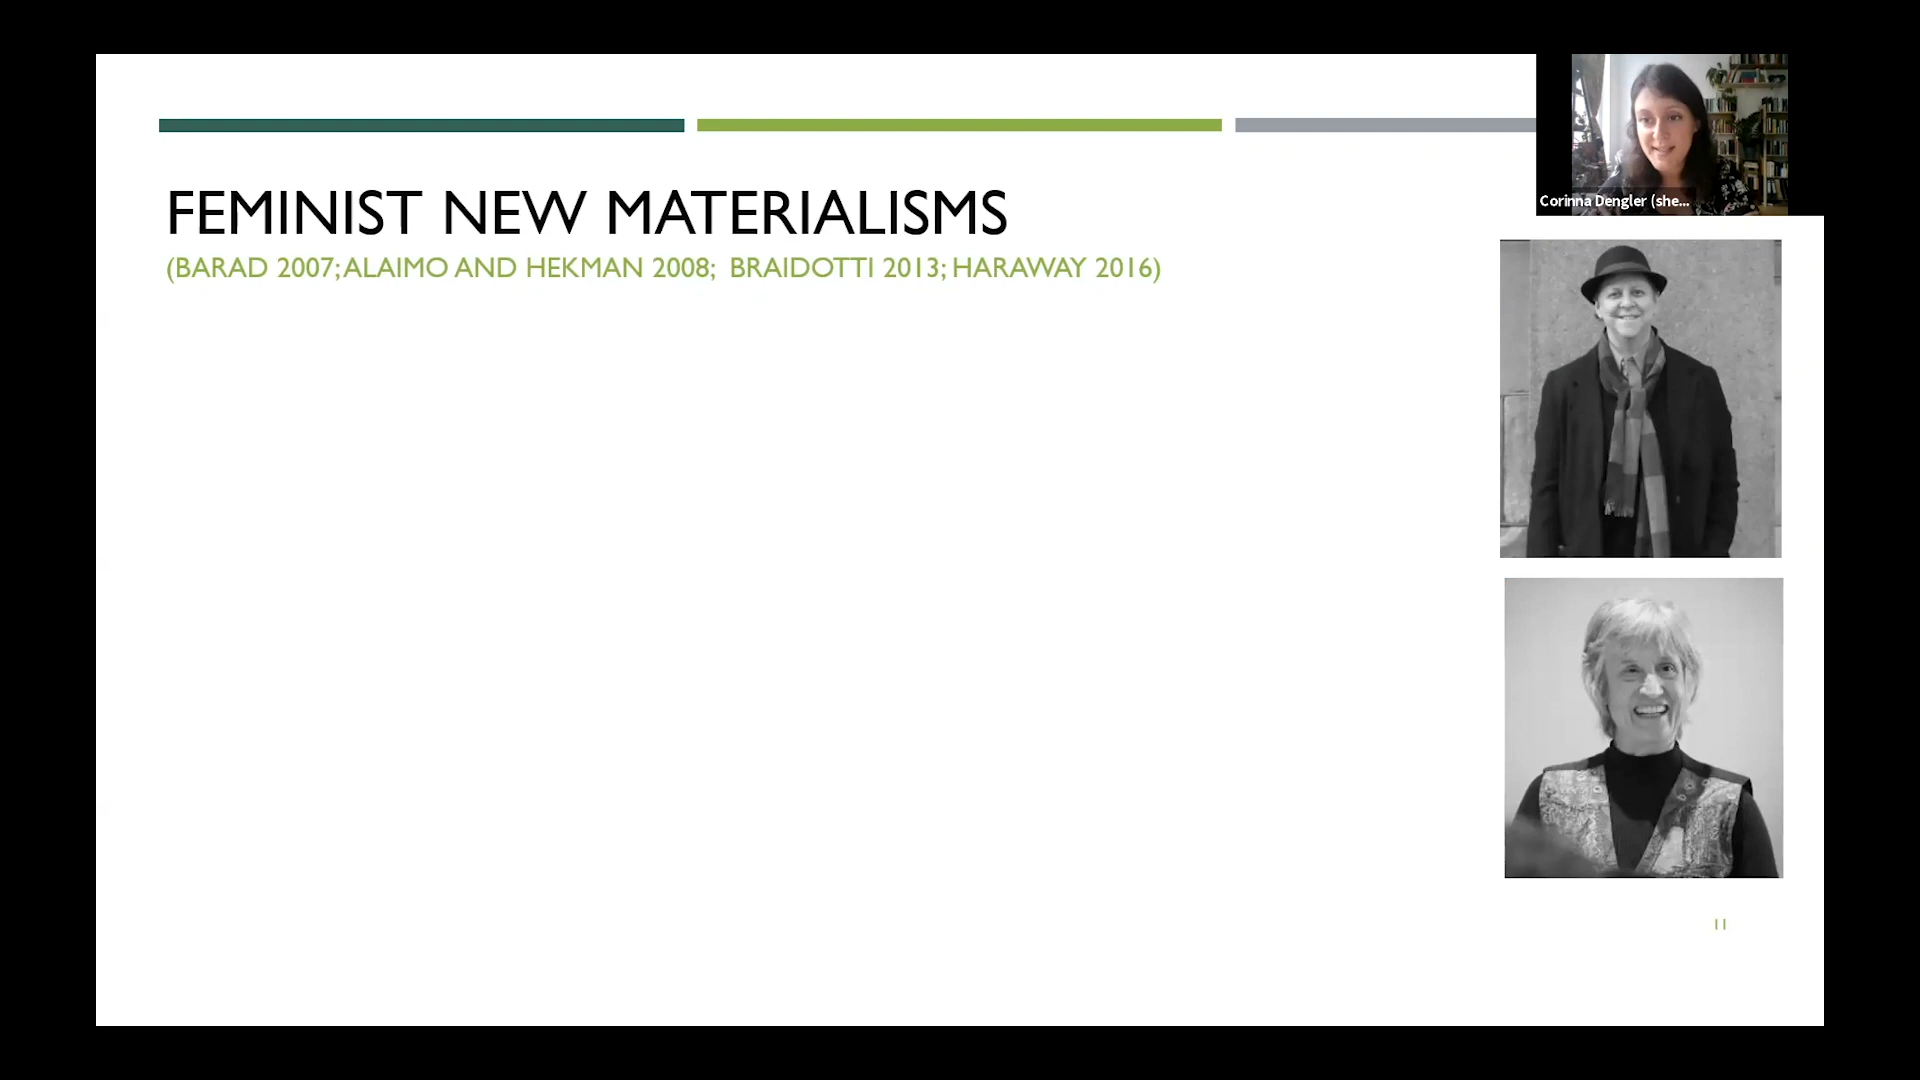 FEMINIST NEW MATERIALISMS
(BARAD 2007; ALAIMO AND HEKMAN 2008; BRAIDOTTI 2013; HARAWAY 2016)
Corinna Dengler (she...
11